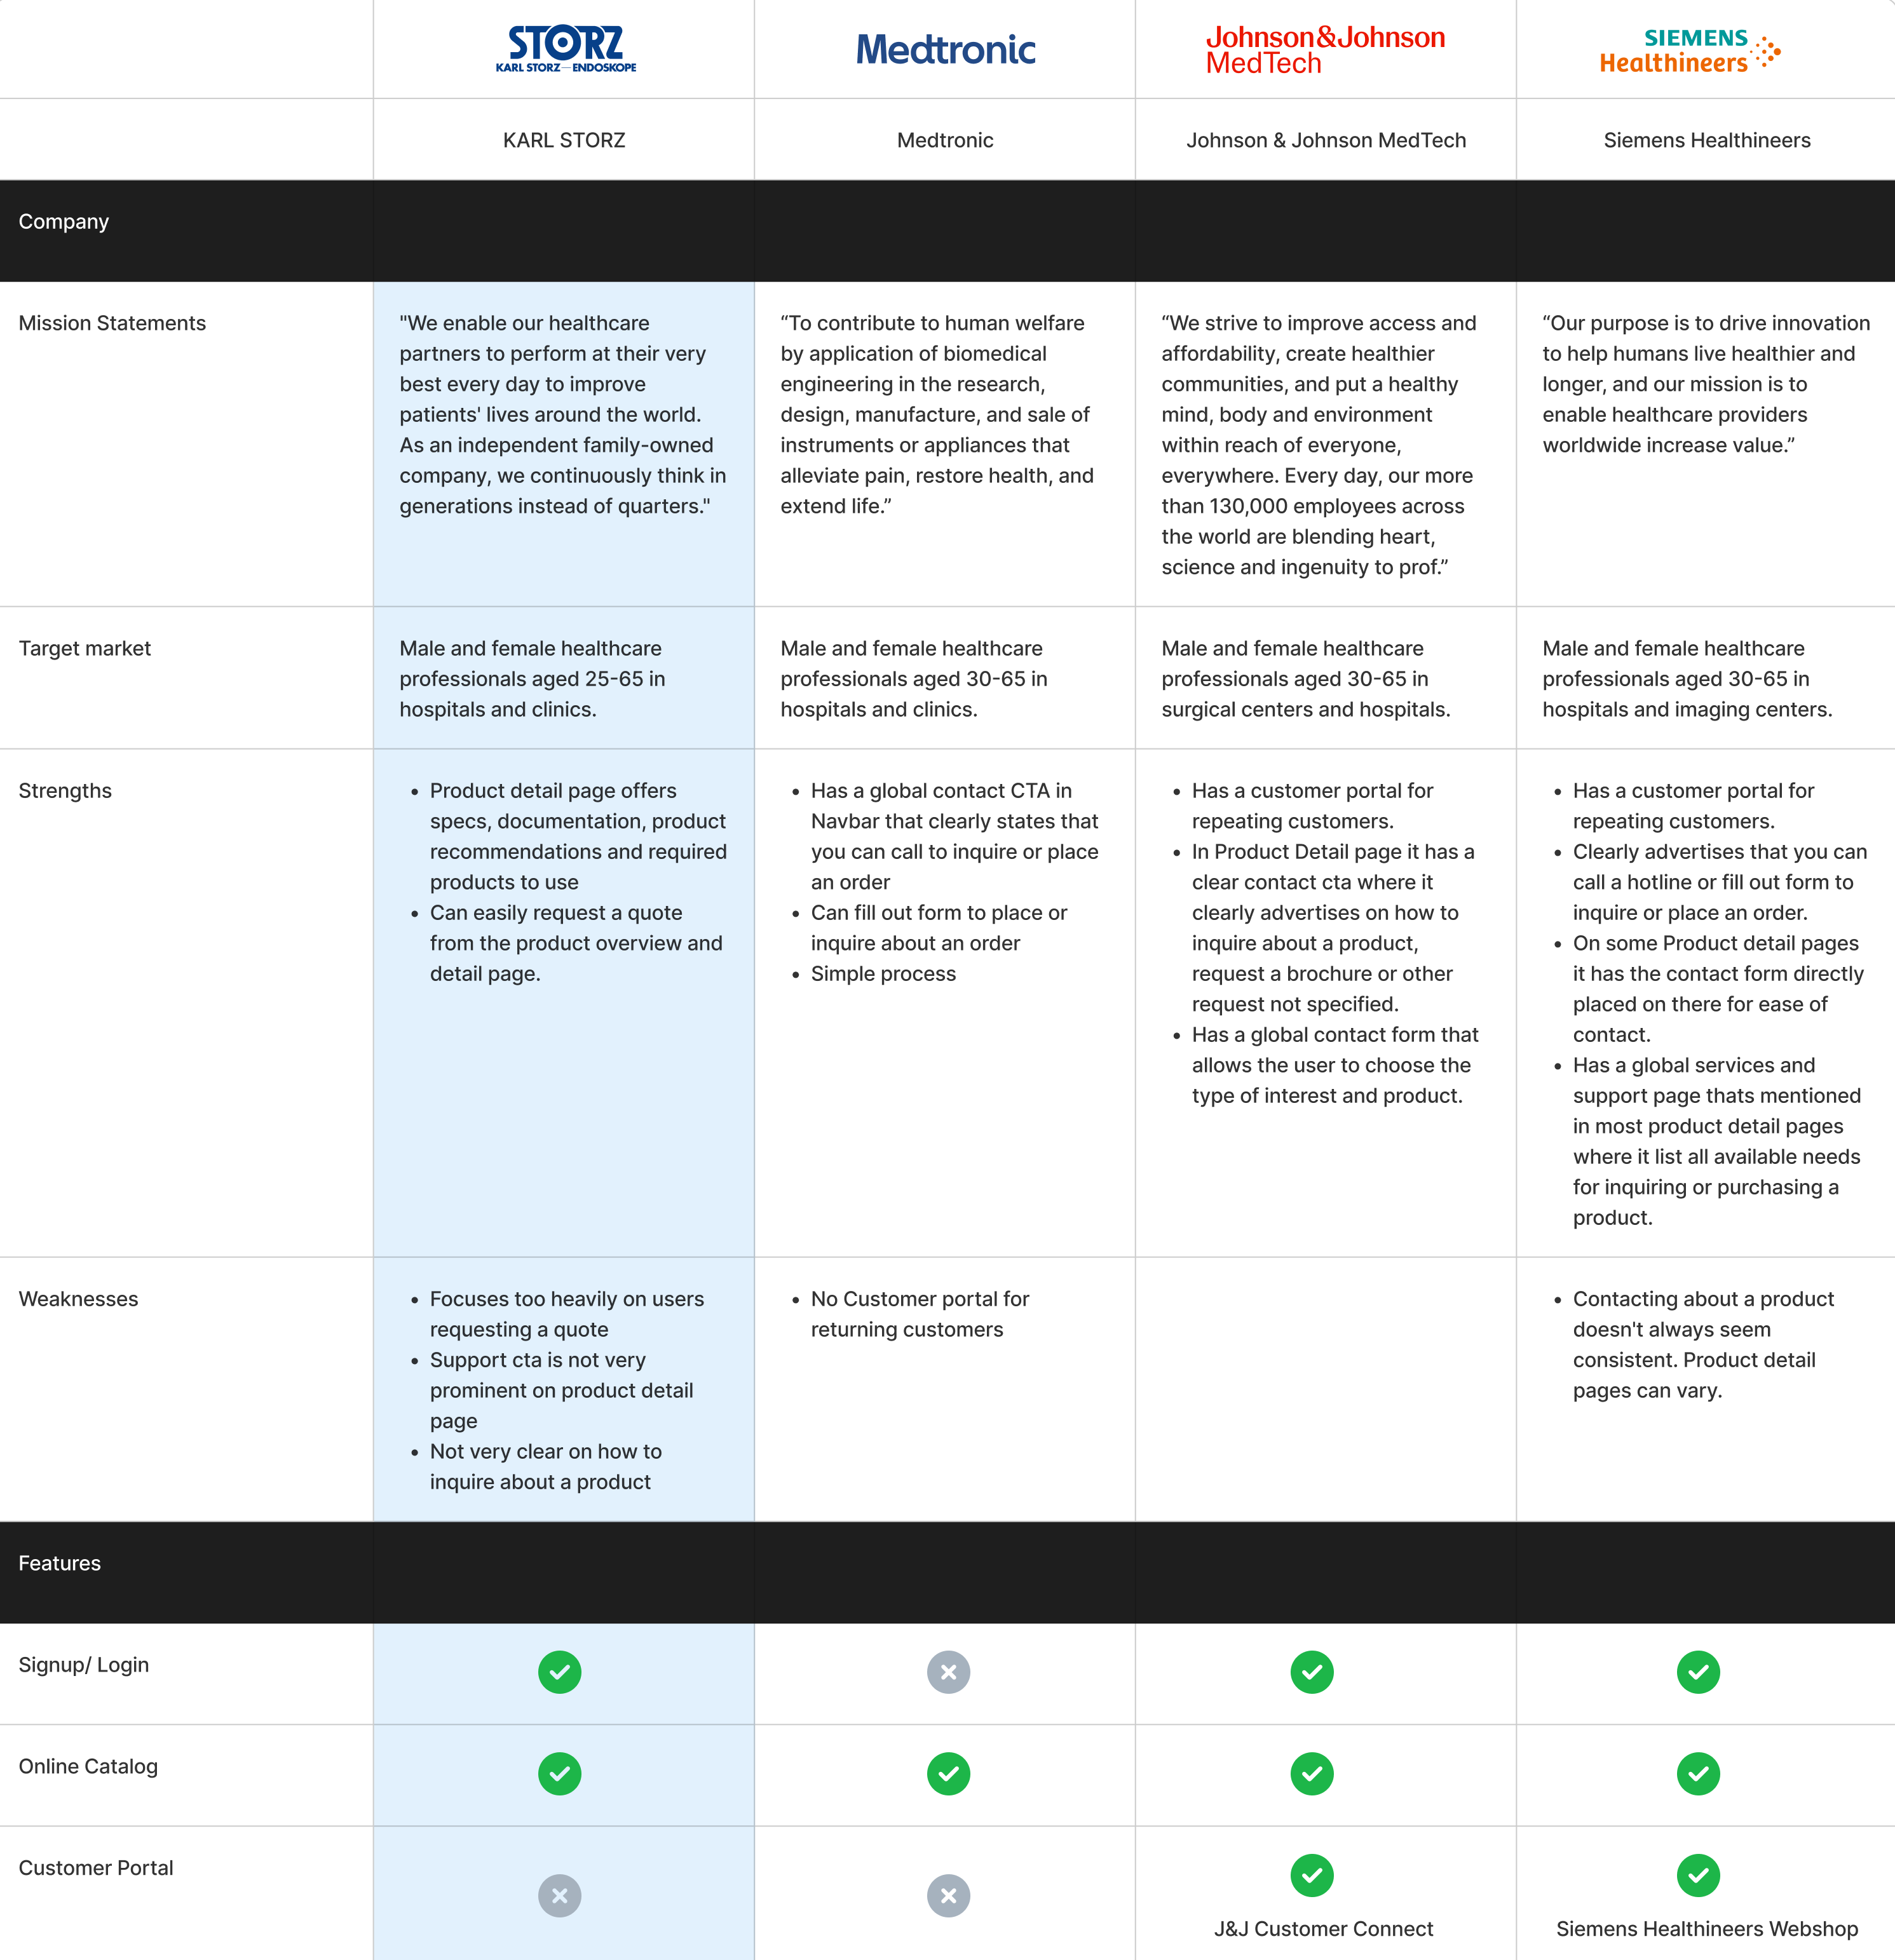 STORZ
KARL STORZ—ENDOSKOPE
Medtronic
Johnson&Johnson
MedTech
SIEMENS
Healthineers
KARL STORZ
Medtronic
Johnson & Johnson MedTech
Siemens Healthineers
Company
Mission Statements
"We enable our healthcare
partners to perform at their very
best every day to improve
patients' lives around the world.
As an independent family-owned
company, we continuously think in
generations instead of quarters."
“To contribute to human welfare
by application of biomedical
engineering in the research,
design, manufacture, and sale of
instruments or appliances that
alleviate pain, restore health, and
extend life.”
“We strive to improve access and
affordability, create healthier
communities, and put a healthy
mind, body and environment
within reach of everyone,
everywhere. Every day, our more
than 130,000 employees across
the world are blending heart,
science and ingenuity to prof.”
“Our purpose is to drive innovation
to help humans live healthier and
longer, and our mission is to
enable healthcare providers
worldwide increase value.”
Target market
Male and female healthcare
professionals aged 25-65 in
hospitals and clinics.
Male and female healthcare
professionals aged 30-65 in
hospitals and clinics.
Male and female healthcare
professionals aged 30-65 in
surgical centers and hospitals.
Male and female healthcare
professionals aged 30-65 in
hospitals and imaging centers.
Strengths
• Product detail page offers
specs, documentation, product
recommendations and required
products to use
• Can easily request a quote
from the product overview and
detail page.
• Has a global contact CTA in
Navbar that clearly states that
you can call to inquire or place
an order
• Can fill out form to place or
inquire about an order
• Simple process
• Has a customer portal for
repeating customers.
• In Product Detail page it has a
clear contact cta where it
clearly advertises on how to
inquire about a product,
request a brochure or other
request not specified.
• Has a global contact form that
allows the user to choose the
type of interest and product.
• Has a customer portal for
repeating customers.
• Clearly advertises that you can
call a hotline or fill out form to
inquire or place an order.
• On some Product detail pages
it has the contact form directly
placed on there for ease of
contact.
• Has a global services and
support page thats mentioned
in most product detail pages
where it list all available needs
for inquiring or purchasing a
product.
Weaknesses
• Focuses too heavily on users
requesting a quote
• Support cta is not very
prominent on product detail
page
• Not very clear on how to
inquire about a product
• No Customer portal for
returning customers
• Contacting about a product
doesn't always seem
consistent. Product detail
pages can vary.
Features
Signup/ Login
Online Catalog
Customer Portal
J&J Customer Connect
Siemens Healthineers Webshop